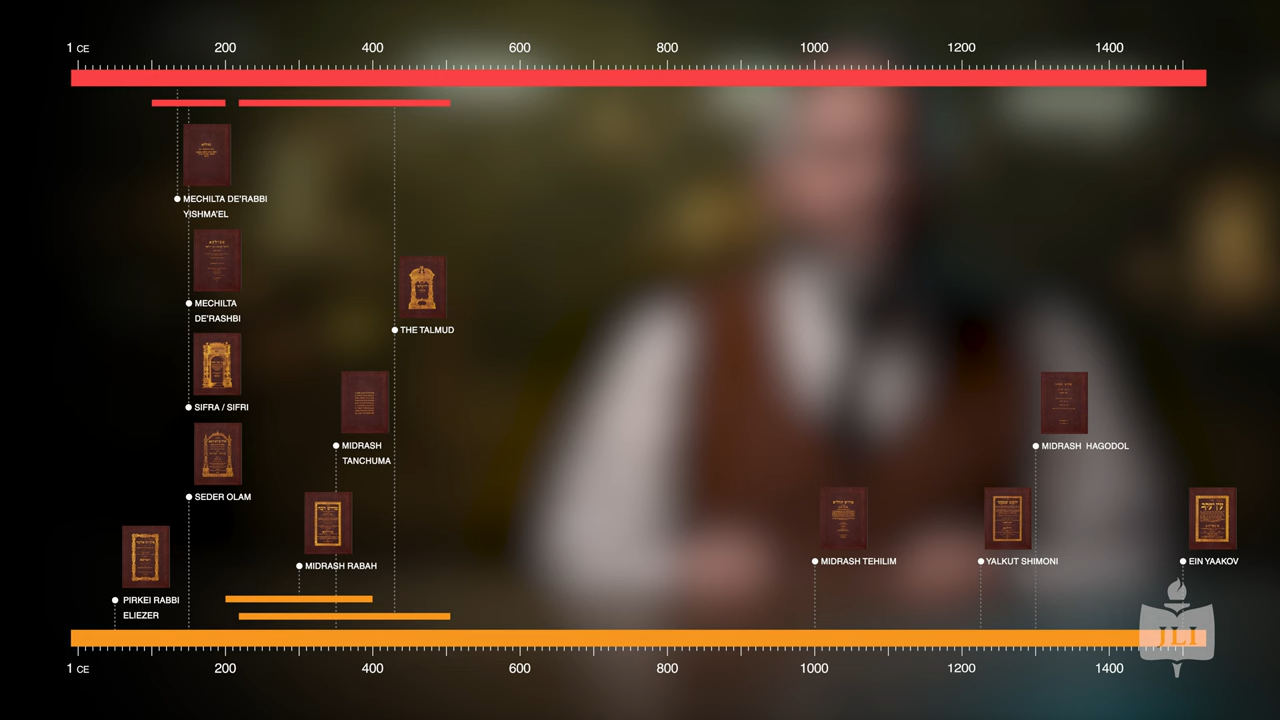 1 CE 200 400 600 800 1000 1200 1400
MECHILTA DE'RABBI
YISHMA'EL
MECHILTA
DE'RASHBI
THE TALMUD
SIFRA / SIFRI
MIDRASH
TANCHUMA
MIDRASH HAGODOL
SEDER OLAM
MIDRASH RABAH
MIDRASH TEHILIM
YALKUT SHIMONI
EIN YAAKOV
PIRKEI RABBI
ELIEZER
JLI
1 CE 200 400 600 800 1000 1200 1400